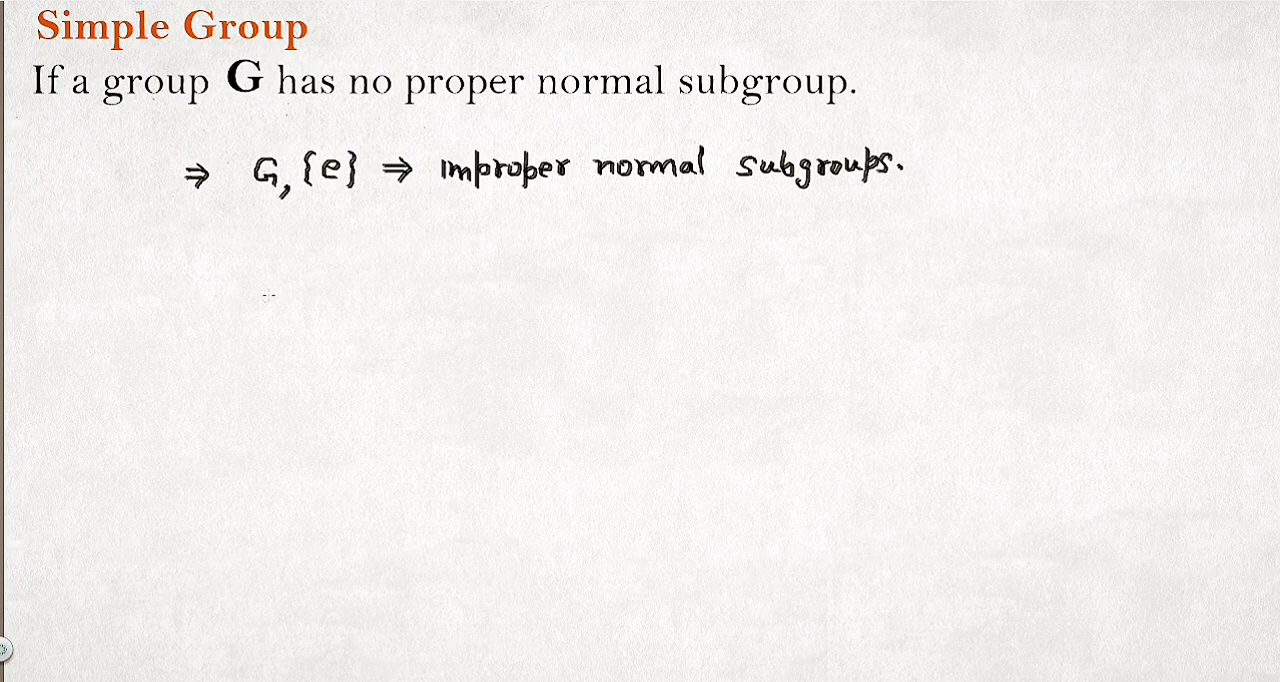 Simple Group
If a group G has no proper normal subgroup.
⇒ G, {e} ⇒ improper normal subgroups.